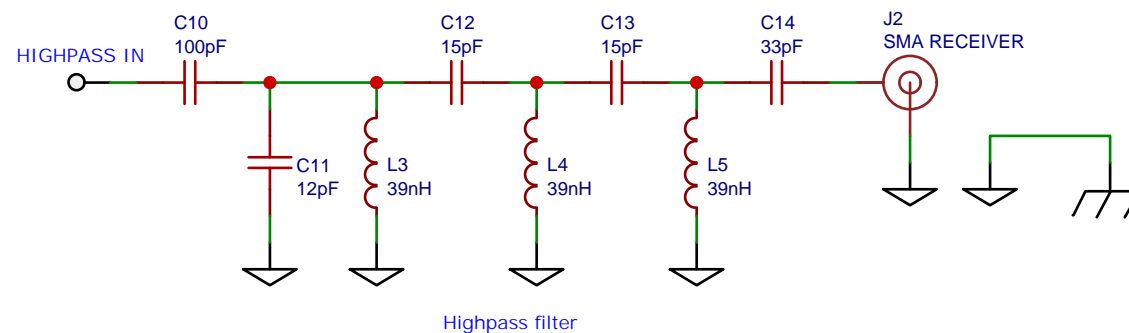 HIGHPASS IN
C10
100pF
C12
15pF
C13
15pF
C14
33pF
J2
SMA RECEIVER
C11
12pF
L3
39nH
L4
39nH
L5
39nH
Highpass filter